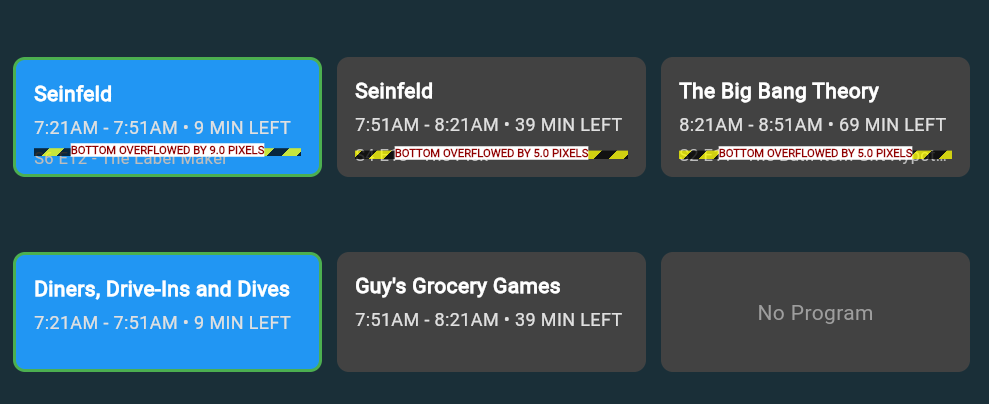 Seinfeld
7:21AM - 7:51AM • 9 MIN LEFT
BOTTOM OVERFLOWED BY 9.0 PIXELS
S6 E12 - The Label Maker
Seinfeld
7:51AM - 8:21AM • 39 MIN LEFT
BOTTOM OVERFLOWED BY 5.0 PIXELS
The Big Bang Theory
8:21AM - 8:51AM • 69 MIN LEFT
BOTTOM OVERFLOWED BY 5.0 PIXELS
Diners, Drive-Ins and Dives
7:21AM - 7:51AM • 9 MIN LEFT
Guy's Grocery Games
7:51AM - 8:21AM • 39 MIN LEFT
No Program